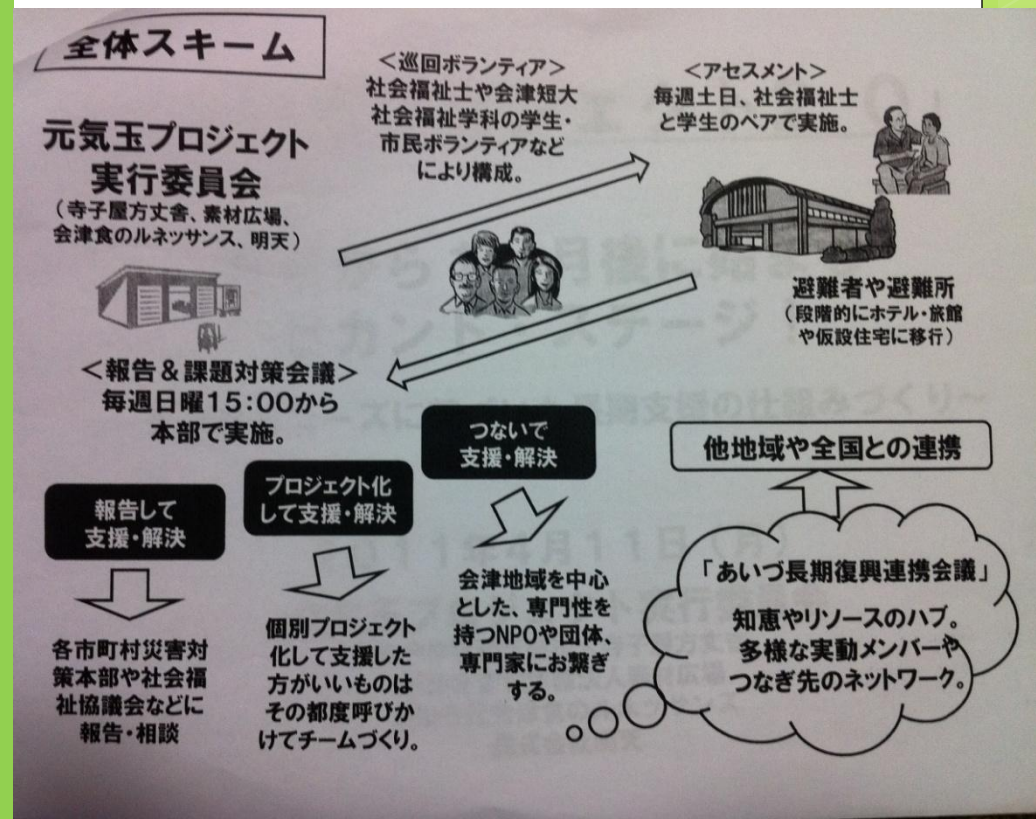 全体スキーム
元気玉プロジェクト
実行委員会
(寺子屋方丈舎、素材広場、
会津食のルネッサンス、明天)
<巡回ボランティア>
社会福祉士や会津短大
社会福祉学科の学生・
市民ボランティアなど
により構成。
<アセスメント>
毎週土日、社会福祉士
と学生のペアで実施。
避難者や避難所
(段階的にホテル・旅館
や仮設住宅に移行)
<報告&課題対策会議>
毎週日曜15:00から
本部で実施。
報告して
支援・解決
各市町村災害対
策本部や社会福
祉協議会などに
報告・相談
プロジェクト化
して支援・解決
個別プロジェクト
化して支援した
方がいいものは
その都度呼びか
けてチームづくり。
つないで
支援・解決
会津地域を中心
とした、専門性を
持つNPOや団体、
専門家にお繋ぎ
する。
他地域や全国との連携
「あいづ長期復興連携会議」
知恵やリソースのハブ。
多様な実動メンバーや
つなぎ先のネットワーク。
2011年4月11日(月)